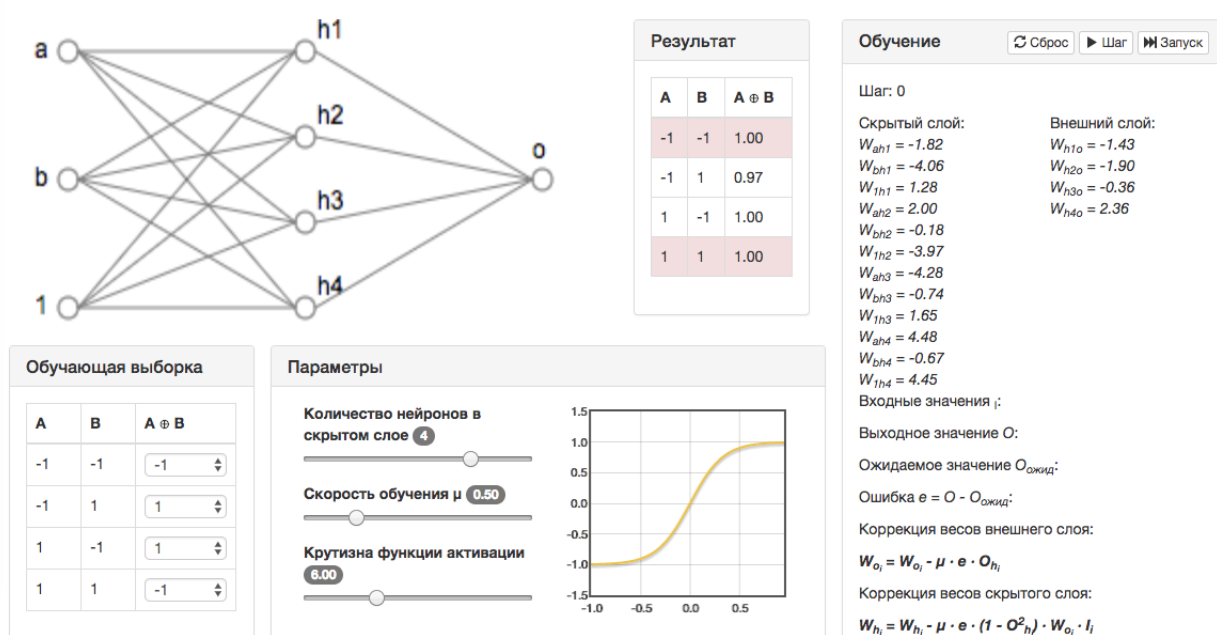 a
b
1
h1
h2
h3
h4
o
Результат
A B A ⊕ B
-1 -1 1.00
-1 1 0.97
1 -1 1.00
1 1 1.00
Обучающая выборка
A B A ⊕ B
-1 -1 -1
-1 1 1
1 -1 1
1 1 -1
Параметры
Количество нейронов в
скрытом слое 4
Скорость обучения μ 0.50
Крутизна функции активации
6.00
1.5
1.0
0.5
0.0
-0.5
-1.0
-1.5
-1.0 -0.5 0.0 0.5
Обучение Сброс Шаг Запуск
Шаг: 0
Скрытый слой: Внешний слой:
Wah1 = -1.82 Wh1o = -1.43
Wbh1 = -4.06 Wh2o = -1.90
W1h1 = 1.28 Wh3o = -0.36
Wah2 = 2.00 Wh4o = 2.36
Wbh2 = -0.18
W1h2 = -3.97
Wah3 = -4.28
Wbh3 = -0.74
W1h3 = 1.65
Wah4 = 4.48
Wbh4 = -0.67
W1h4 = 4.45
Входные значения I:
Выходное значение O:
Ожидаемое значение Oожид:
Ошибка e = O - Oожид:
Коррекция весов внешнего слоя:
Woi = Woi - μ · e · Ohi
Коррекция весов скрытого слоя:
Whi = Whi - μ · e · (1 - O²h) · Woi · Ii